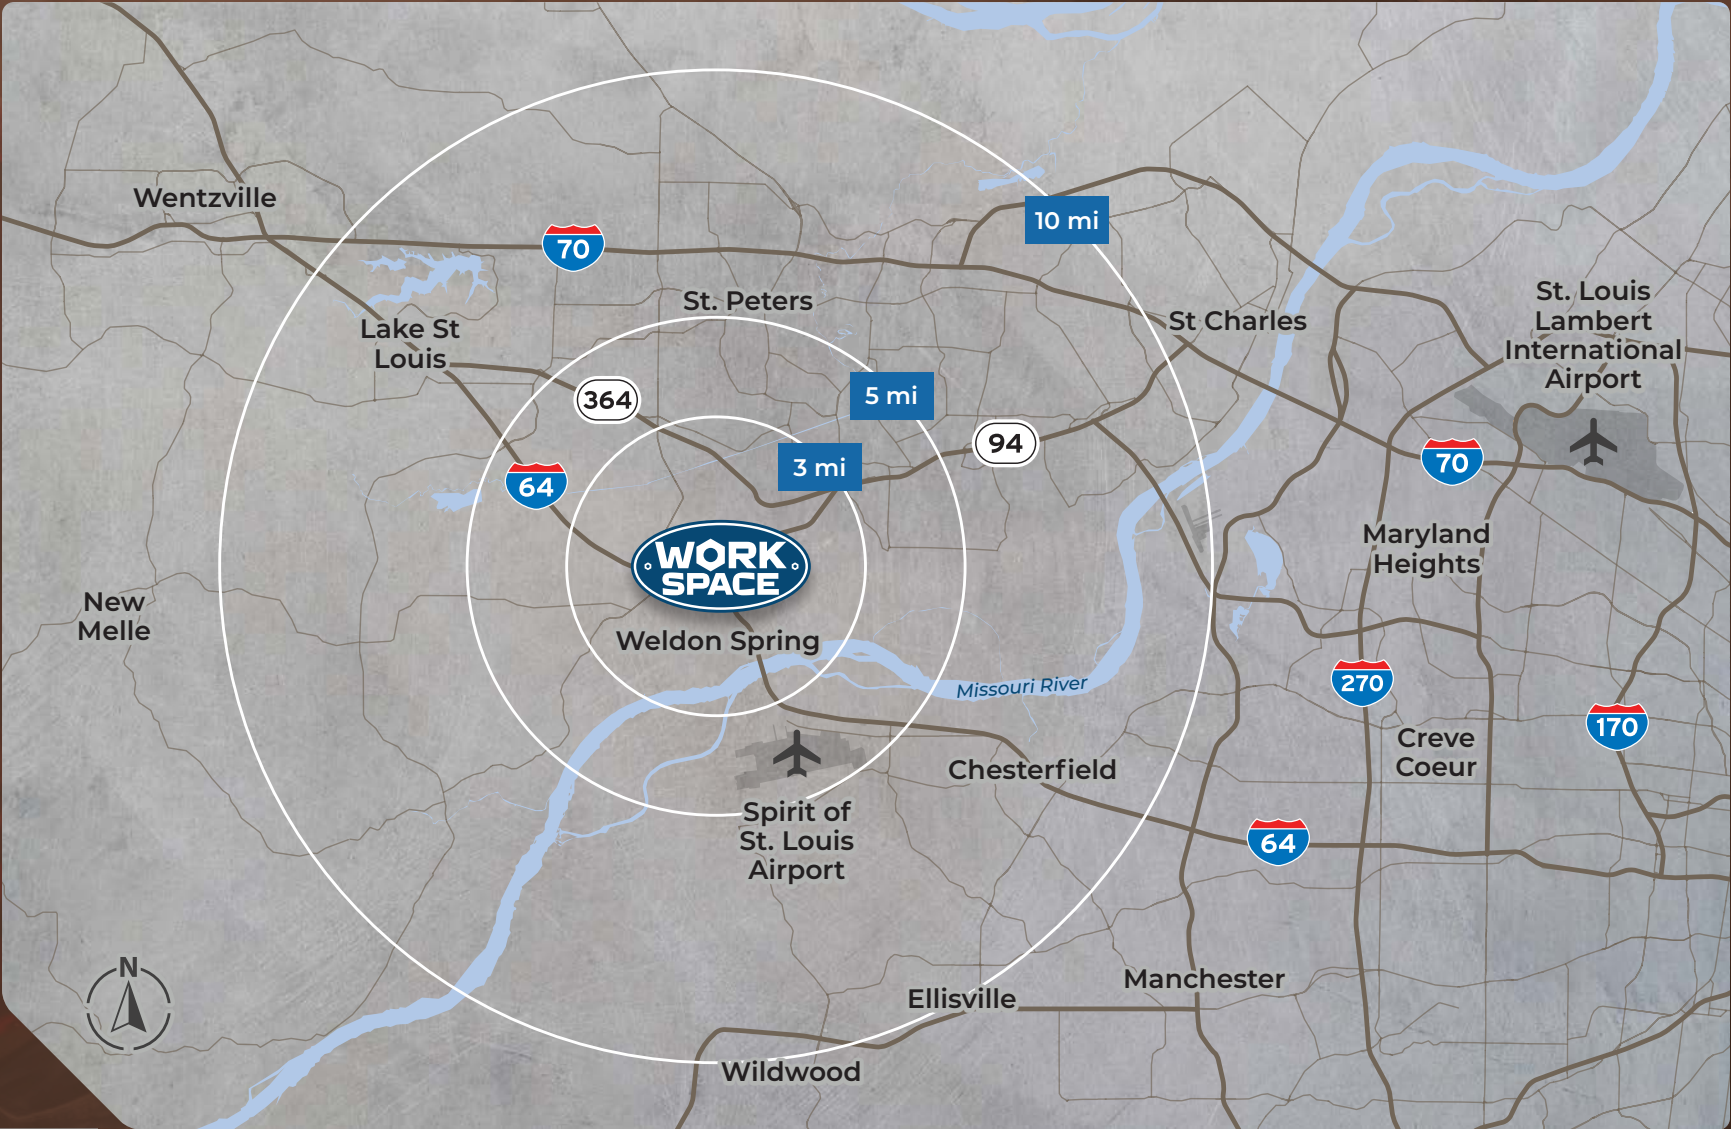 Wentzville
10 mi
70
St. Louis
Lambert
International
Airport
St. Peters
St Charles
Lake St
Louis
364
5 mi
94
3 mi
70
64
Maryland
Heights
WORK
SPACE
New
Melle
Weldon Spring
Missouri River
270
170
Creve
Coeur
Chesterfield
Spirit of
St. Louis
Airport
64
N
Manchester
Ellisville
Wildwood